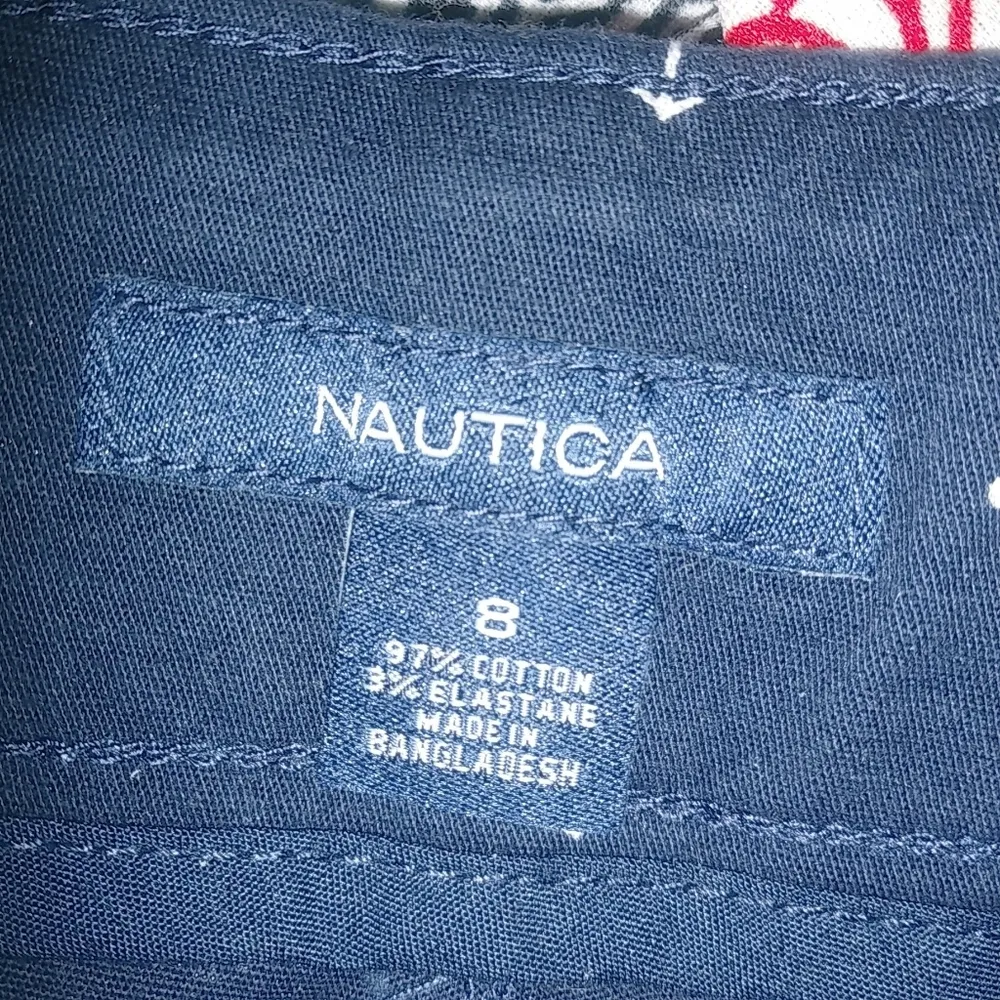 NAUTICA
8
97% COTTON
3% ELASTANE
MADE IN
BANGLADESH